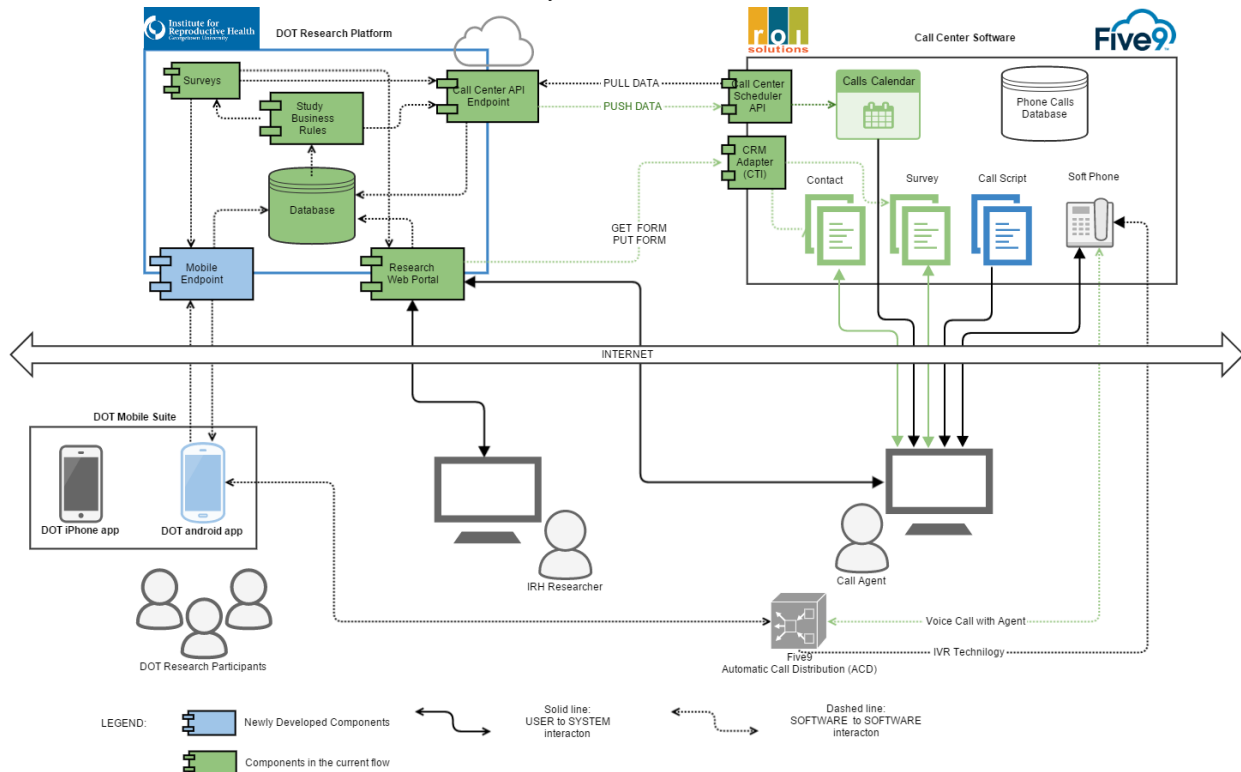 Institute for
Reproductive Health
Georgetown University
DOT Research Platform
roi
solutions
Call Center Software
Five9
Surveys
Study
Business
Rules
Call Center API
Endpoint
PULL DATA
PUSH DATA
Call Center
Scheduler
API
Calls Calendar
Phone Calls
Database
CRM
Adapter
(CTI)
Contact
Survey
Call Script
Soft Phone
Database
GET FORM
PUT FORM
Mobile
Endpoint
Research
Web Portal
INTERNET
DOT Mobile Suite
DOT iPhone app
DOT android app
IRH Researcher
Call Agent
DOT Research Participants
Five9
Automatic Call Distribution (ACD)
Voice Call with Agent
IVR Technilogy
LEGEND:
Newly Developed Components
Solid line:
USER to SYSTEM
interacton
Dashed line:
SOFTWARE to SOFTWARE
interacton
Components in the current flow